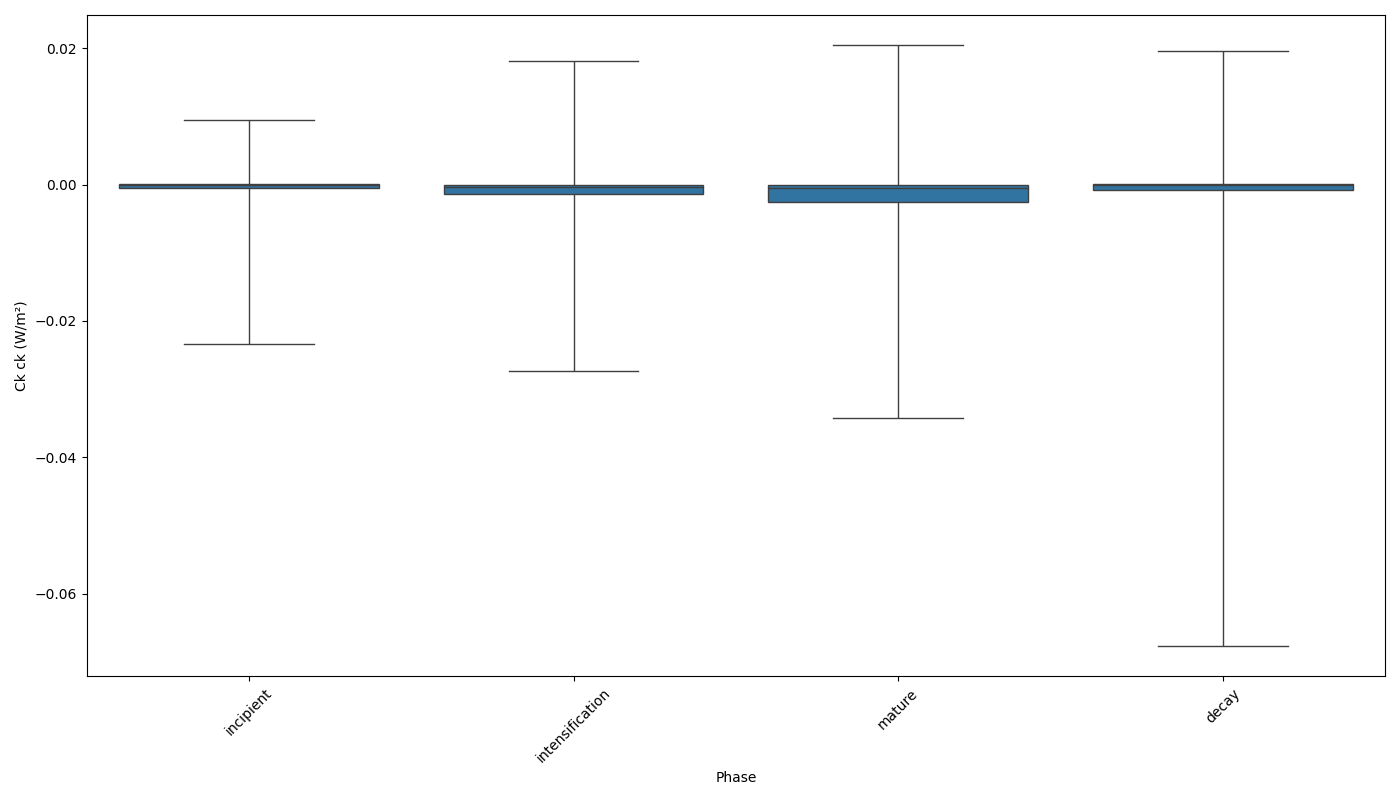 Ck ck (W/m²)
0.02
0.00
−0.02
−0.04
−0.06
incipient
intensification
mature
decay
Phase